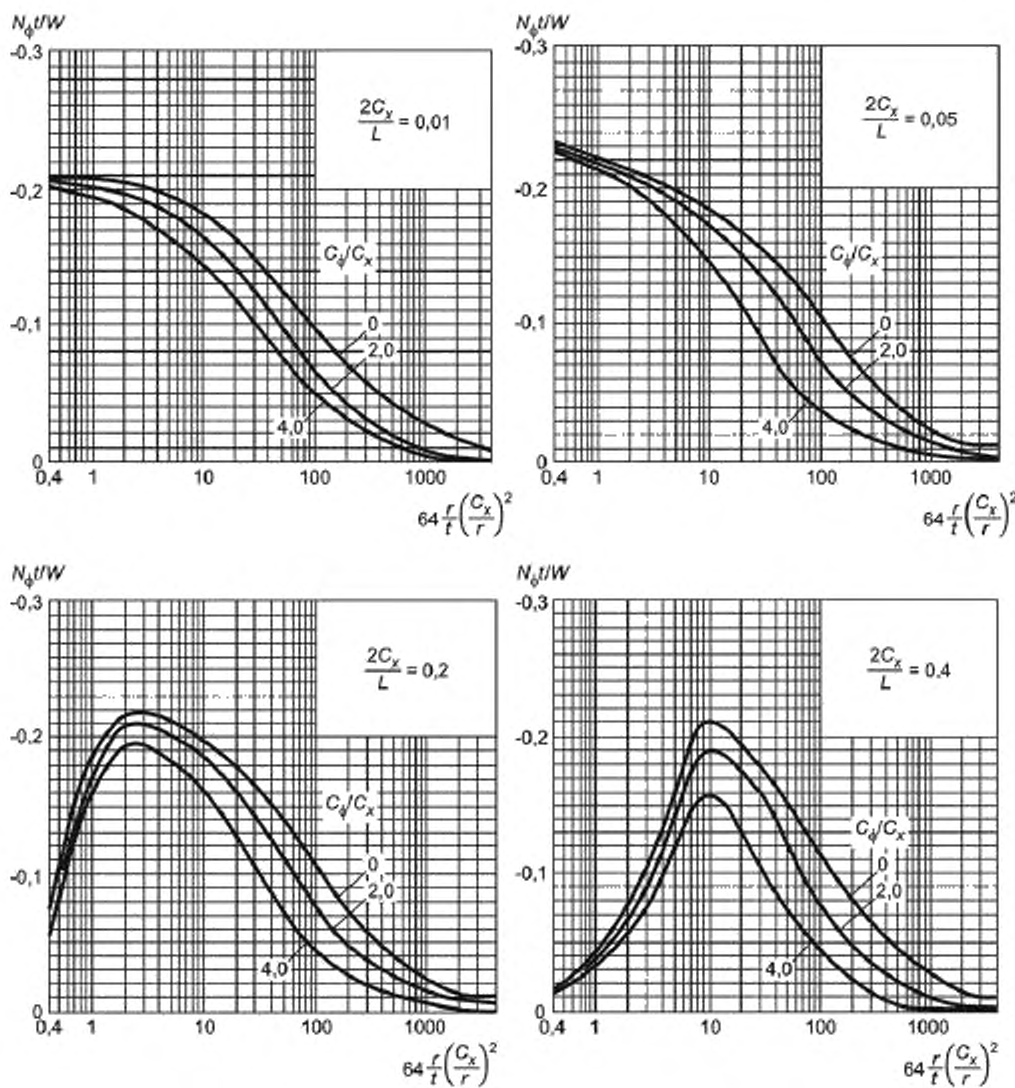 Nϕt/W
-0,3
2Cx/L = 0,01
-0,2
Cϕ/Cx
-0,1
0
2,0
4,0
0
0,4 1 10 100 1000
64 r/t (Cx/r)²
Nϕt/W
-0,3
2Cx/L = 0,05
-0,2
Cϕ/Cx
-0,1
0
2,0
4,0
0
0,4 1 10 100 1000
64 r/t (Cx/r)²
Nϕt/W
-0,3
2Cx/L = 0,2
-0,2
Cϕ/Cx
-0,1
0
2,0
4,0
0
0,4 1 10 100 1000
64 r/t (Cx/r)²
Nϕt/W
-0,3
2Cx/L = 0,4
-0,2
Cϕ/Cx
-0,1
0
2,0
4,0
0
0,4 1 10 100 1000
64 r/t (Cx/r)²